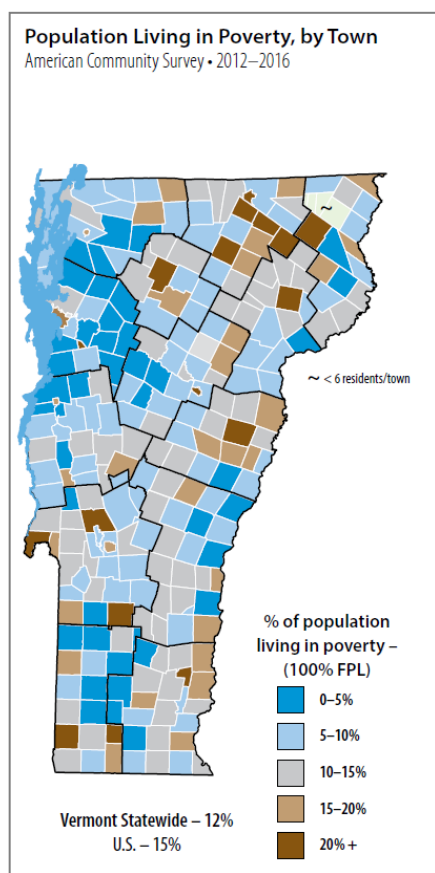 Population Living in Poverty, by Town
American Community Survey • 2012–2016
~
~ < 6 residents/town
% of population
living in poverty –
(100% FPL)
0–5%
5–10%
10–15%
15–20%
20% +
Vermont Statewide – 12%
U.S. – 15%